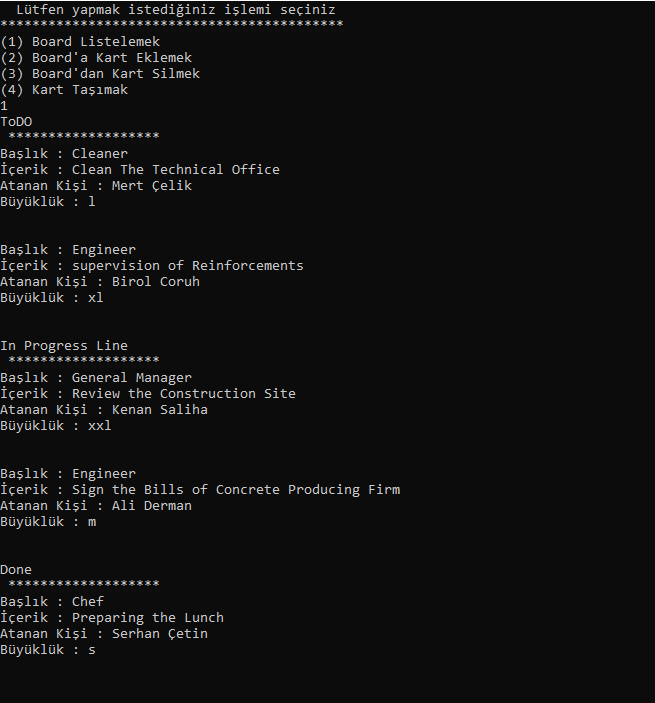 Lütfen yapmak istediğiniz işlemi seçiniz
*******************************************
(1) Board Listelemek
(2) Board'a Kart Eklemek
(3) Board'dan Kart Silmek
(4) Kart Taşımak
1
ToDO
*******************
Başlık : Cleaner
İçerik : Clean The Technical Office
Atanan Kişi : Mert Çelik
Büyüklük : l
Başlık : Engineer
İçerik : supervision of Reinforcements
Atanan Kişi : Birol Coruh
Büyüklük : xl
In Progress Line
*******************
Başlık : General Manager
İçerik : Review the Construction Site
Atanan Kişi : Kenan Saliha
Büyüklük : xxl
Başlık : Engineer
İçerik : Sign the Bills of Concrete Producing Firm
Atanan Kişi : Ali Derman
Büyüklük : m
Done
*******************
Başlık : Chef
İçerik : Preparing the Lunch
Atanan Kişi : Serhan Çetin
Büyüklük : s